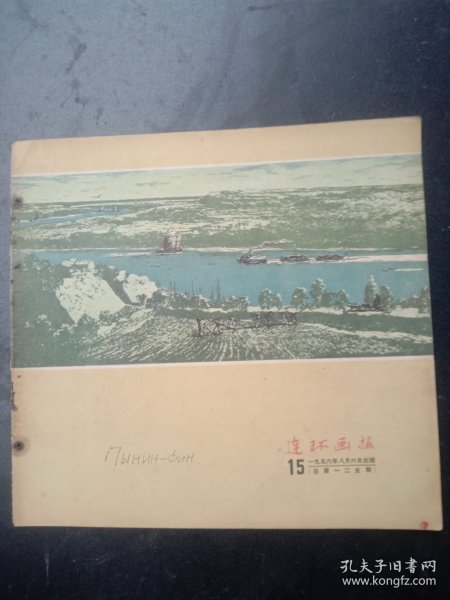 Пынин-фин
连环画报
15 一九五六年八月六日出版
(总第一二五期)
孔夫子旧书网
www.kongfz.com